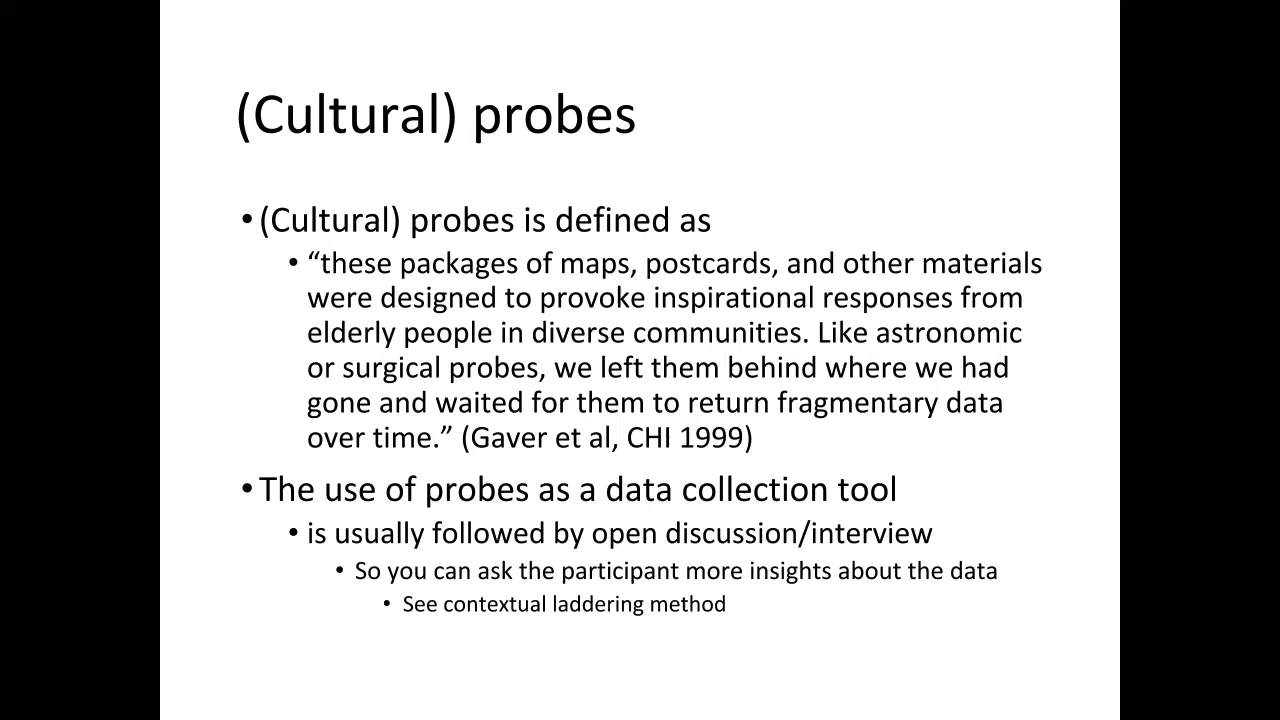 (Cultural) probes
•(Cultural) probes is defined as
• “these packages of maps, postcards, and other materials
were designed to provoke inspirational responses from
elderly people in diverse communities. Like astronomic
or surgical probes, we left them behind where we had
gone and waited for them to return fragmentary data
over time.” (Gaver et al, CHI 1999)
•The use of probes as a data collection tool
• is usually followed by open discussion/interview
• So you can ask the participant more insights about the data
• See contextual laddering method